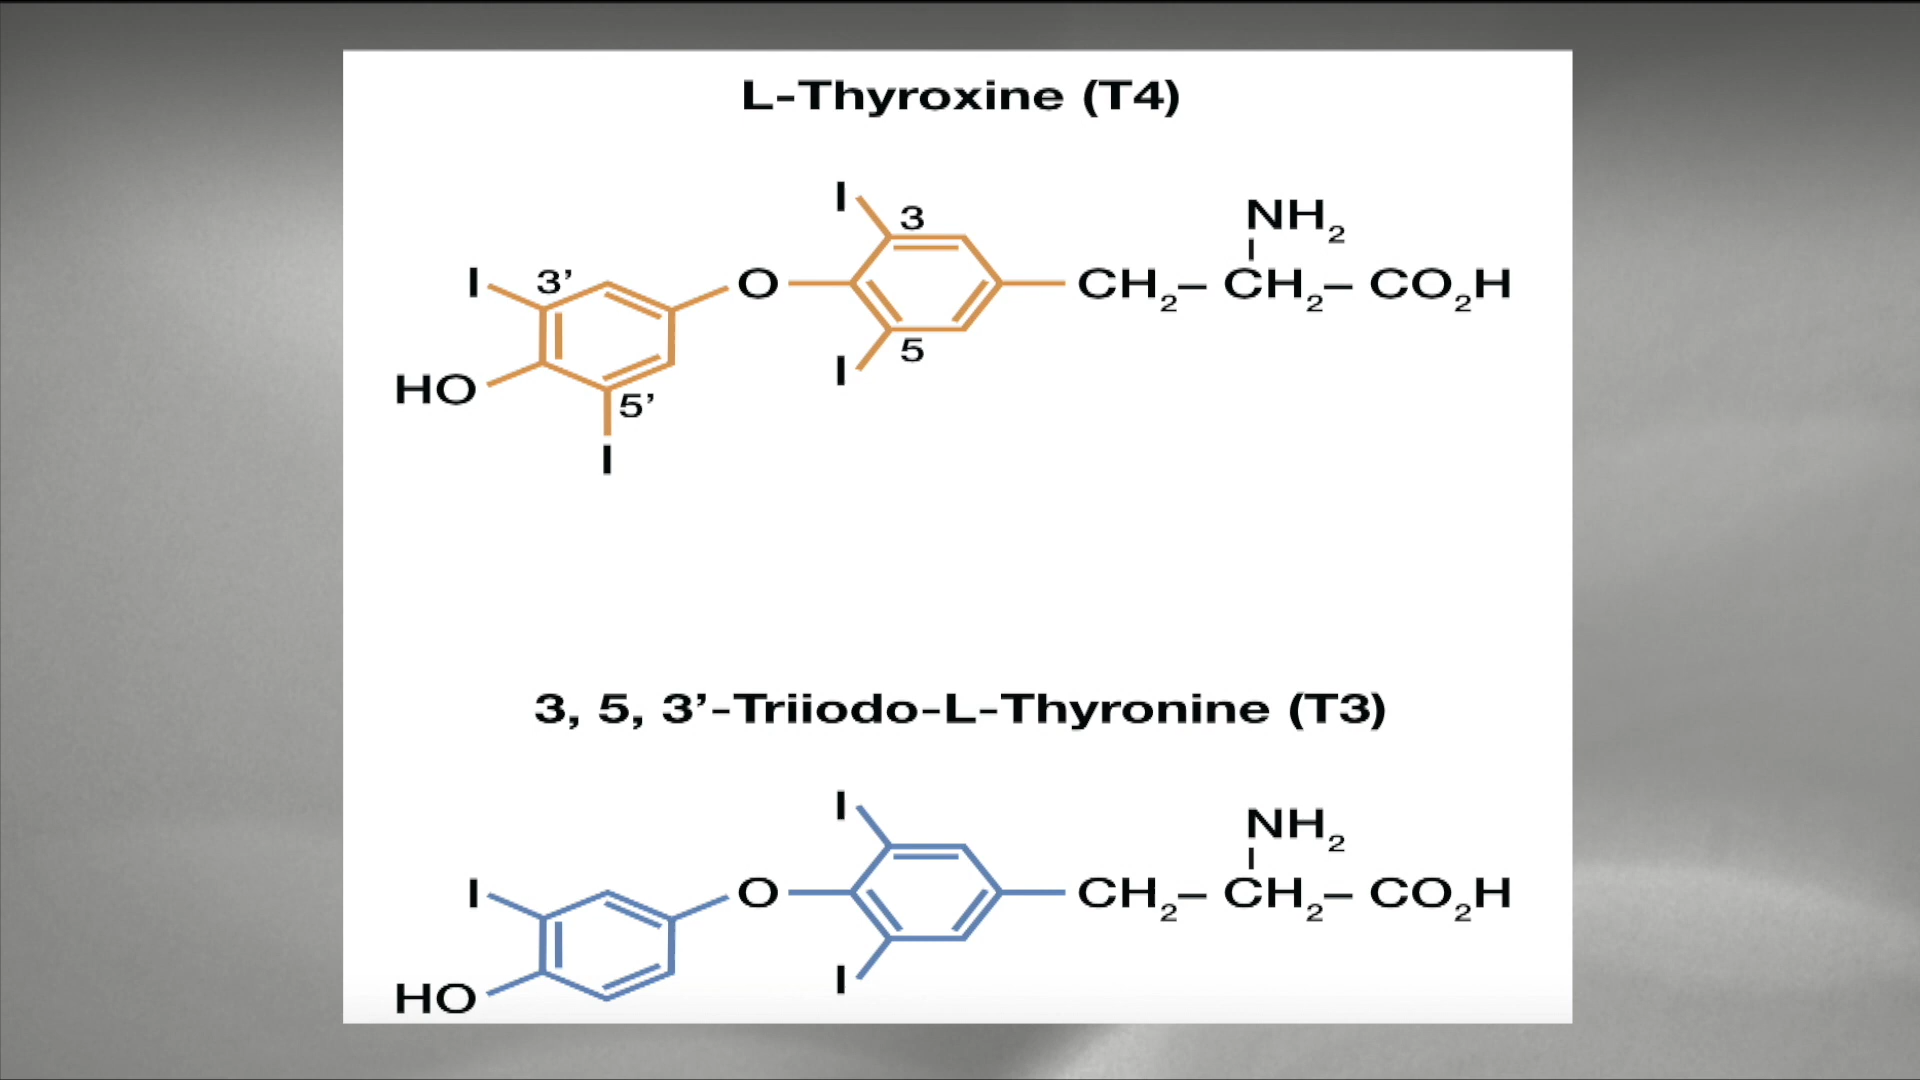 L-Thyroxine (T4)
I 3 NH₂
I 3’ O CH₂– CH₂– CO₂H
HO 5’ I 5
I
3, 5, 3’-Triiodo-L-Thyronine (T3)
I NH₂
I O CH₂– CH₂– CO₂H
HO I